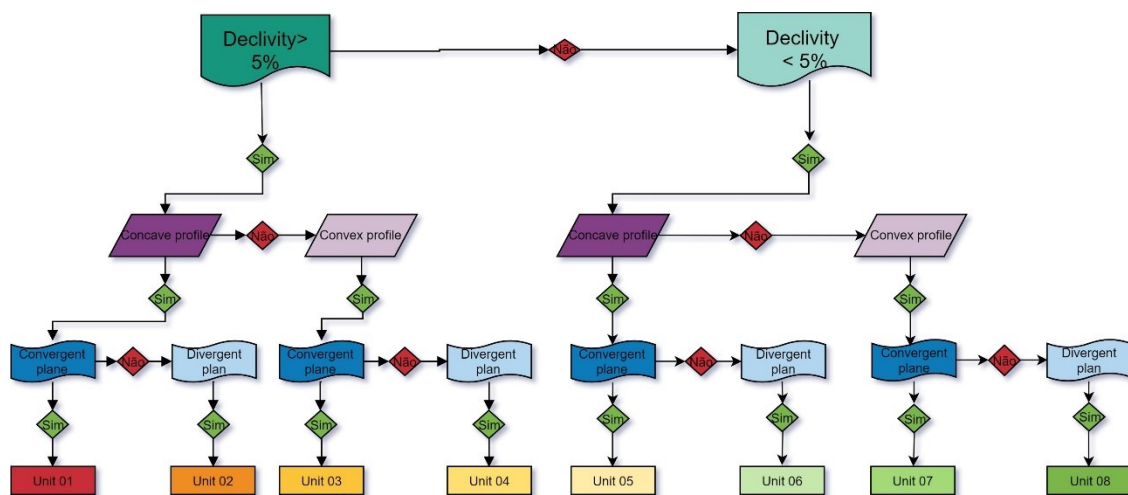 Declivity>
5%
Não
Declivity
< 5%
Sim
Sim
Concave profile
Não
Convex profile
Concave profile
Não
Convex profile
Sim
Sim
Sim
Sim
Convergent
plane
Não
Divergent
plan
Convergent
plane
Não
Divergent
plan
Convergent
plane
Não
Divergent
plan
Convergent
plane
Não
Divergent
plan
Sim
Sim
Sim
Sim
Sim
Sim
Sim
Sim
Unit 01
Unit 02
Unit 03
Unit 04
Unit 05
Unit 06
Unit 07
Unit 08